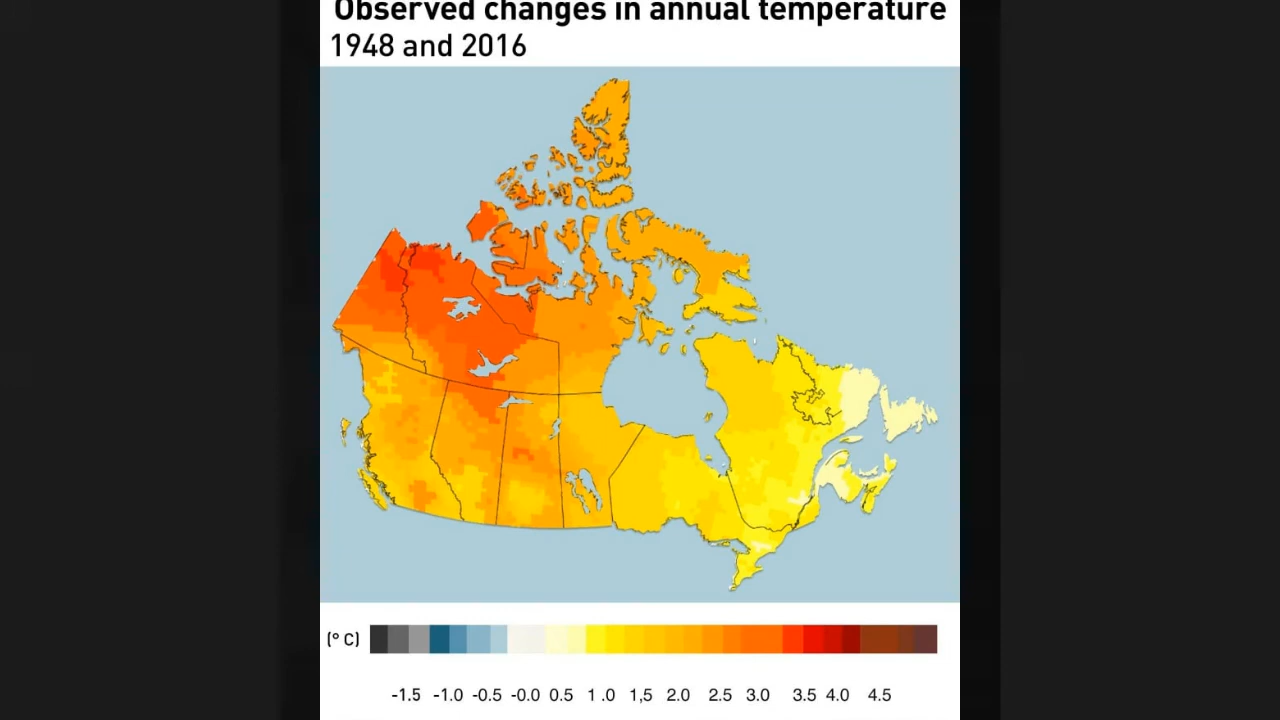 Observed changes in annual temperature
1948 and 2016
(° C)
-1.5 -1.0 -0.5 -0.0 0.5 1.0 1,5 2.0 2.5 3.0 3.5 4.0 4.5